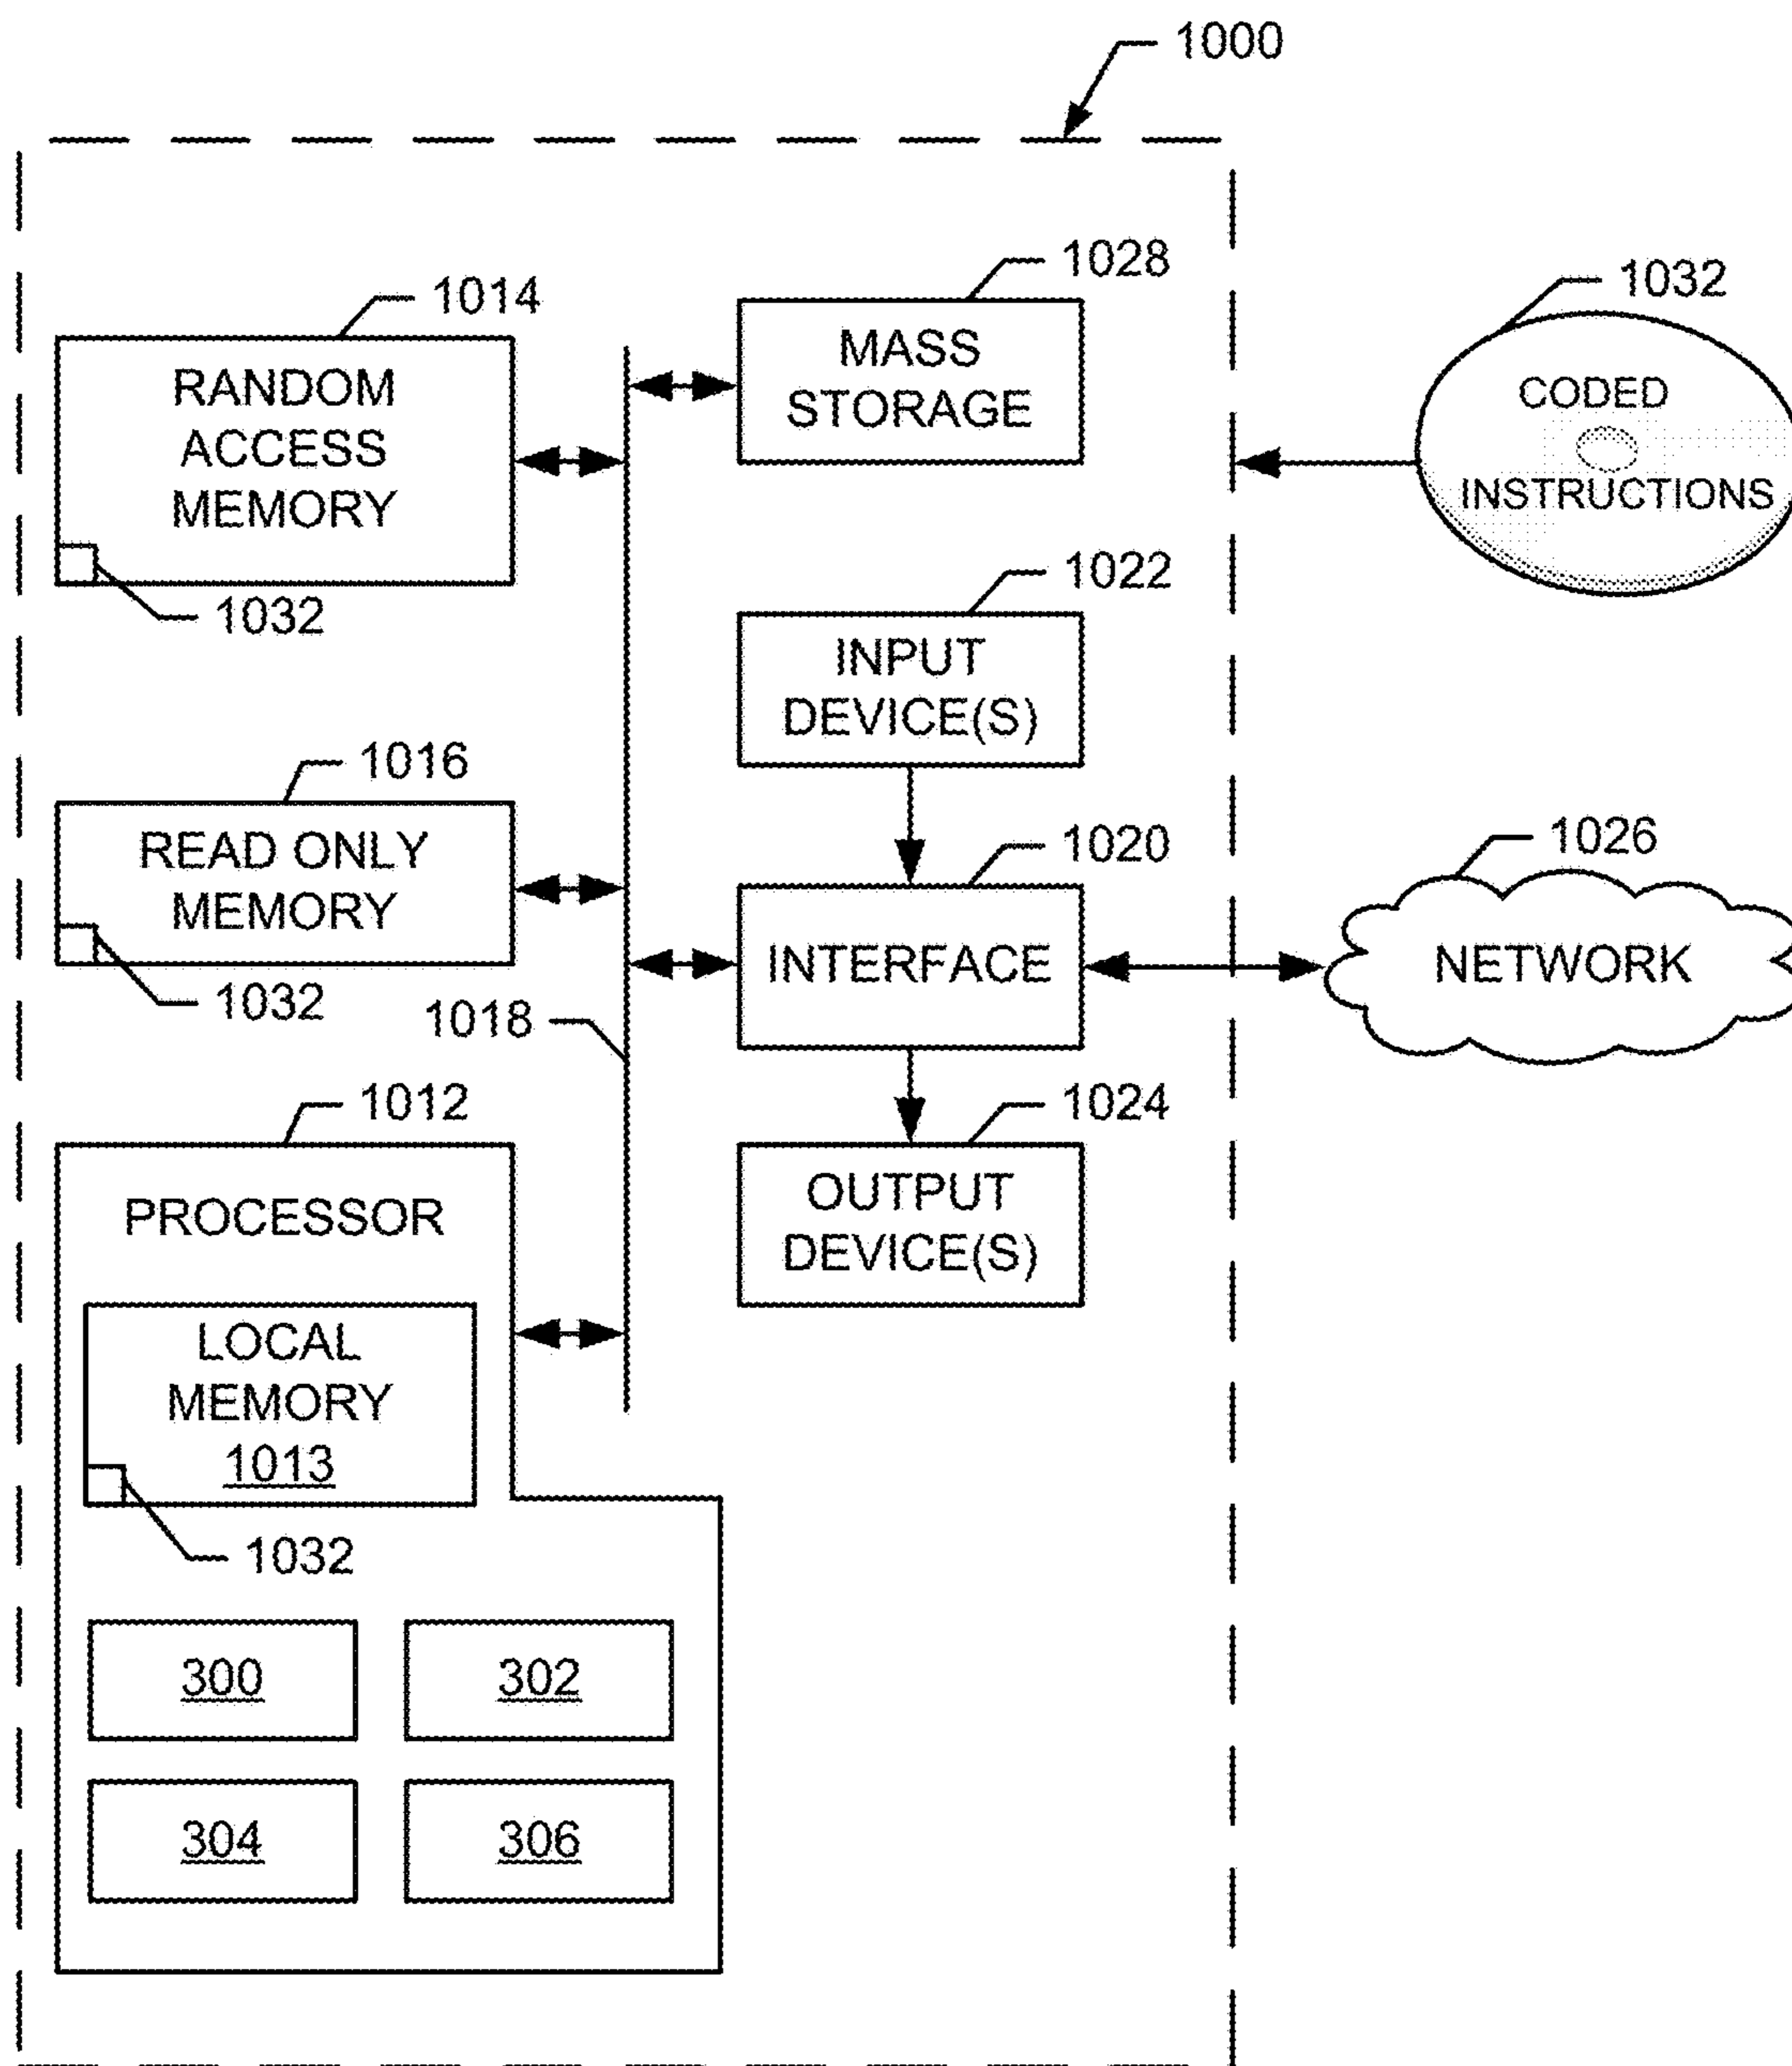 1000
1028
1014
MASS
STORAGE
RANDOM
ACCESS
MEMORY
1032
1032
CODED
INSTRUCTIONS
1022
INPUT
DEVICE(S)
1016
READ ONLY
MEMORY
1032
1020
INTERFACE
1026
NETWORK
1018
1012
PROCESSOR
1024
OUTPUT
DEVICE(S)
LOCAL
MEMORY
1013
1032
300
302
304
306